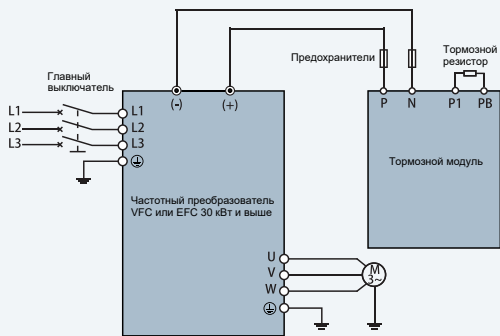 Предохранители
Тормозной
резистор
Главный
выключатель
(-)
(+)
P
N
P1
PB
L1
L1
L2
L2
L3
L3
Тормозной модуль
Частотный преобразователь
VFC или EFC 30 кВт и выше
U
V
W
M
3~